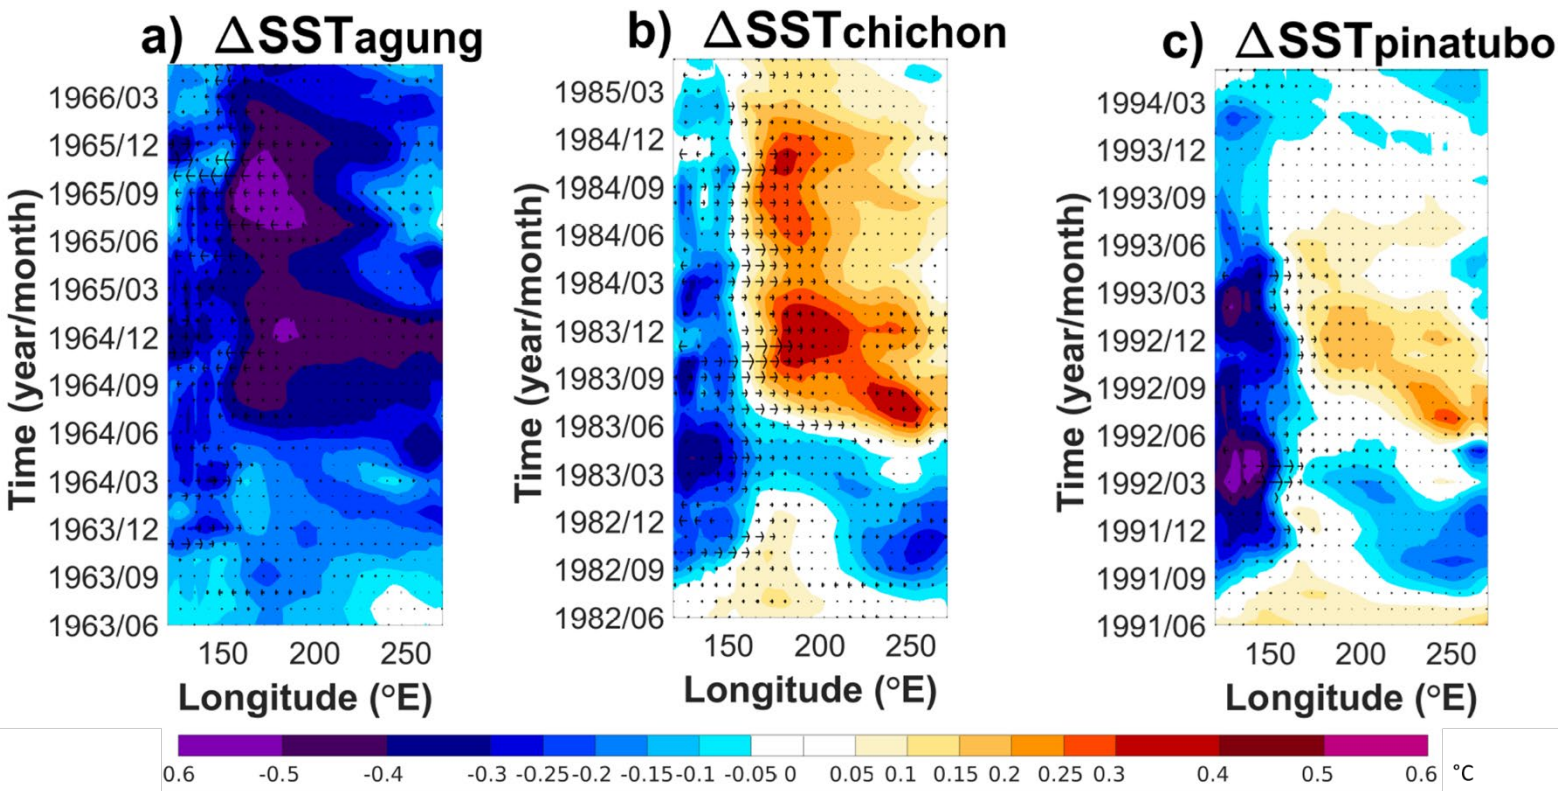 a) ΔSSTagung
b) ΔSSTchichon
c) ΔSSTpinatubo
Time (year/month)
1966/03
1965/12
1965/09
1965/06
1965/03
1964/12
1964/09
1964/06
1964/03
1963/12
1963/09
1963/06
150 200 250
Longitude (°E)
Time (year/month)
1985/03
1984/12
1984/09
1984/06
1984/03
1983/12
1983/09
1983/06
1983/03
1982/12
1982/09
1982/06
150 200 250
Longitude (°E)
Time (year/month)
1994/03
1993/12
1993/09
1993/06
1993/03
1992/12
1992/09
1992/06
1992/03
1991/12
1991/09
1991/06
150 200 250
Longitude (°E)
0.6 -0.5 -0.4 -0.3 -0.25 -0.2 -0.15 -0.1 -0.05 0 0.05 0.1 0.15 0.2 0.25 0.3 0.4 0.5 0.6 °C